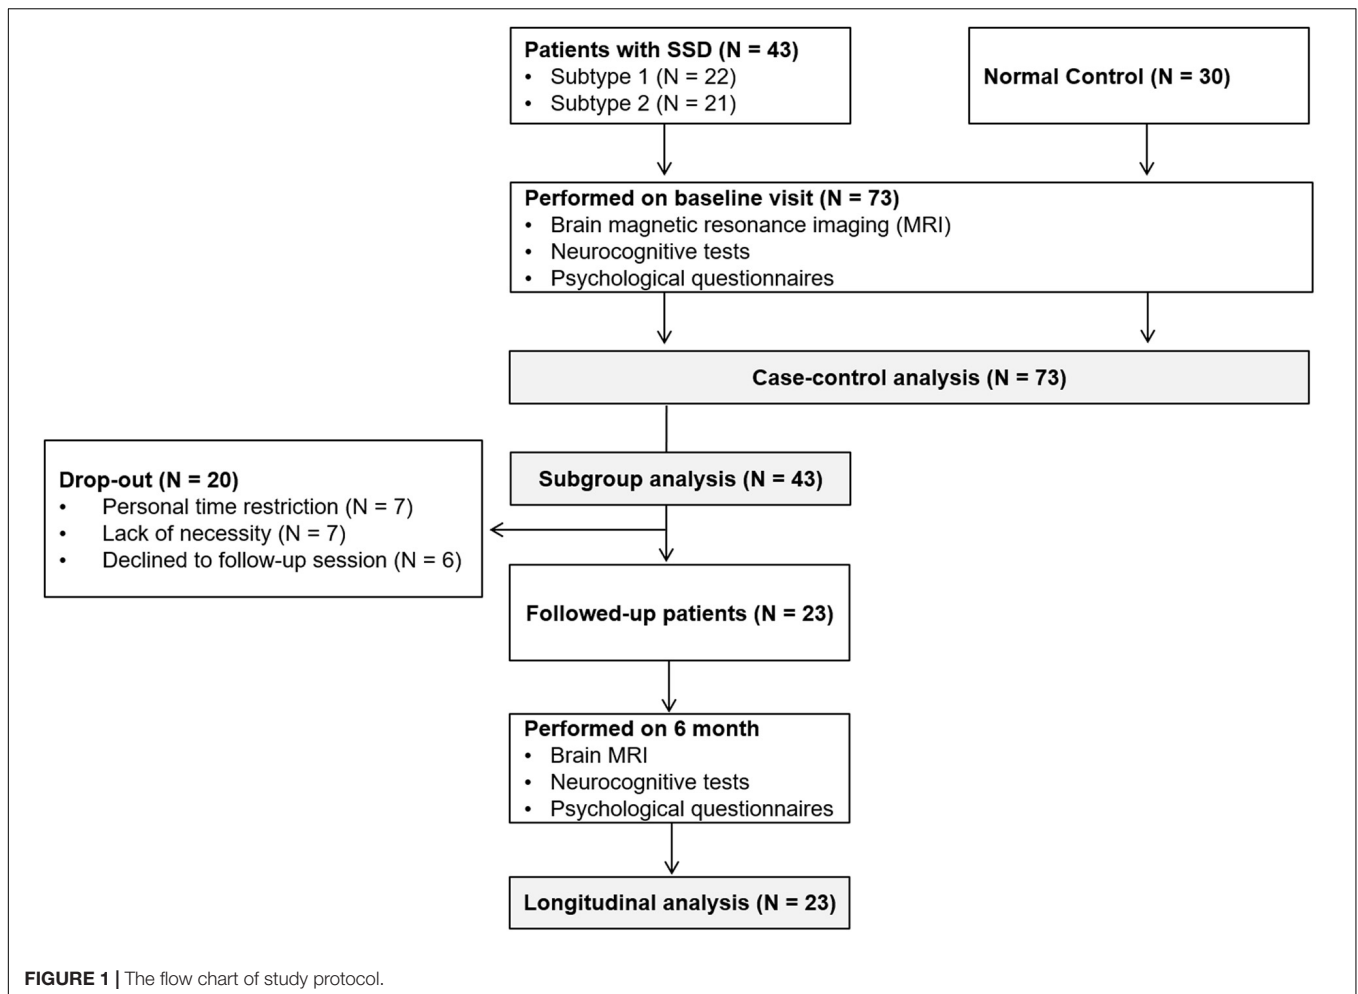 Patients with SSD (N = 43)
• Subtype 1 (N = 22)
• Subtype 2 (N = 21)
Normal Control (N = 30)
Performed on baseline visit (N = 73)
• Brain magnetic resonance imaging (MRI)
• Neurocognitive tests
• Psychological questionnaires
Case-control analysis (N = 73)
Subgroup analysis (N = 43)
Drop-out (N = 20)
• Personal time restriction (N = 7)
• Lack of necessity (N = 7)
• Declined to follow-up session (N = 6)
Followed-up patients (N = 23)
Performed on 6 month
• Brain MRI
• Neurocognitive tests
• Psychological questionnaires
Longitudinal analysis (N = 23)
FIGURE 1 | The flow chart of study protocol.